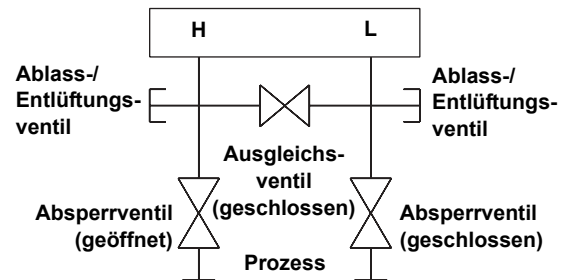 H
L
Ablass-/
Entlüftungs-
ventil
Ablass-/
Entlüftungs-
ventil
Ausgleichs-
ventil
(geschlossen)
Absperrventil
(geöffnet)
Absperrventil
(geschlossen)
Prozess